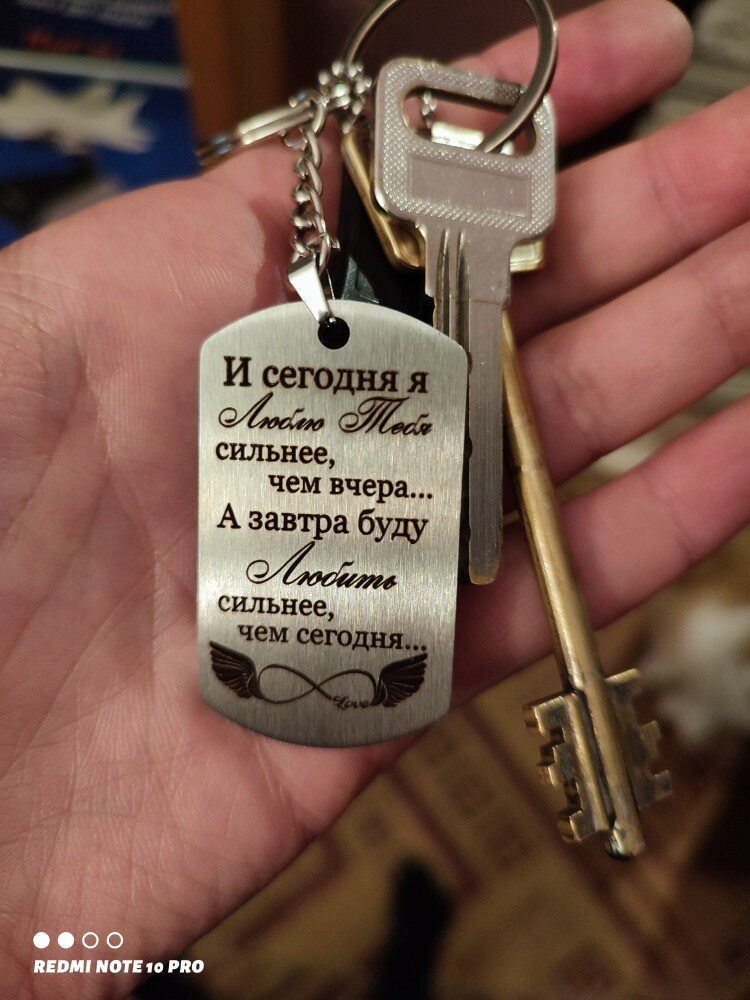 И сегодня я
Люблю Тебя
сильнее,
чем вчера...
А завтра буду
Любить
сильнее,
чем сегодня...
Love
REDMI NOTE 10 PRO